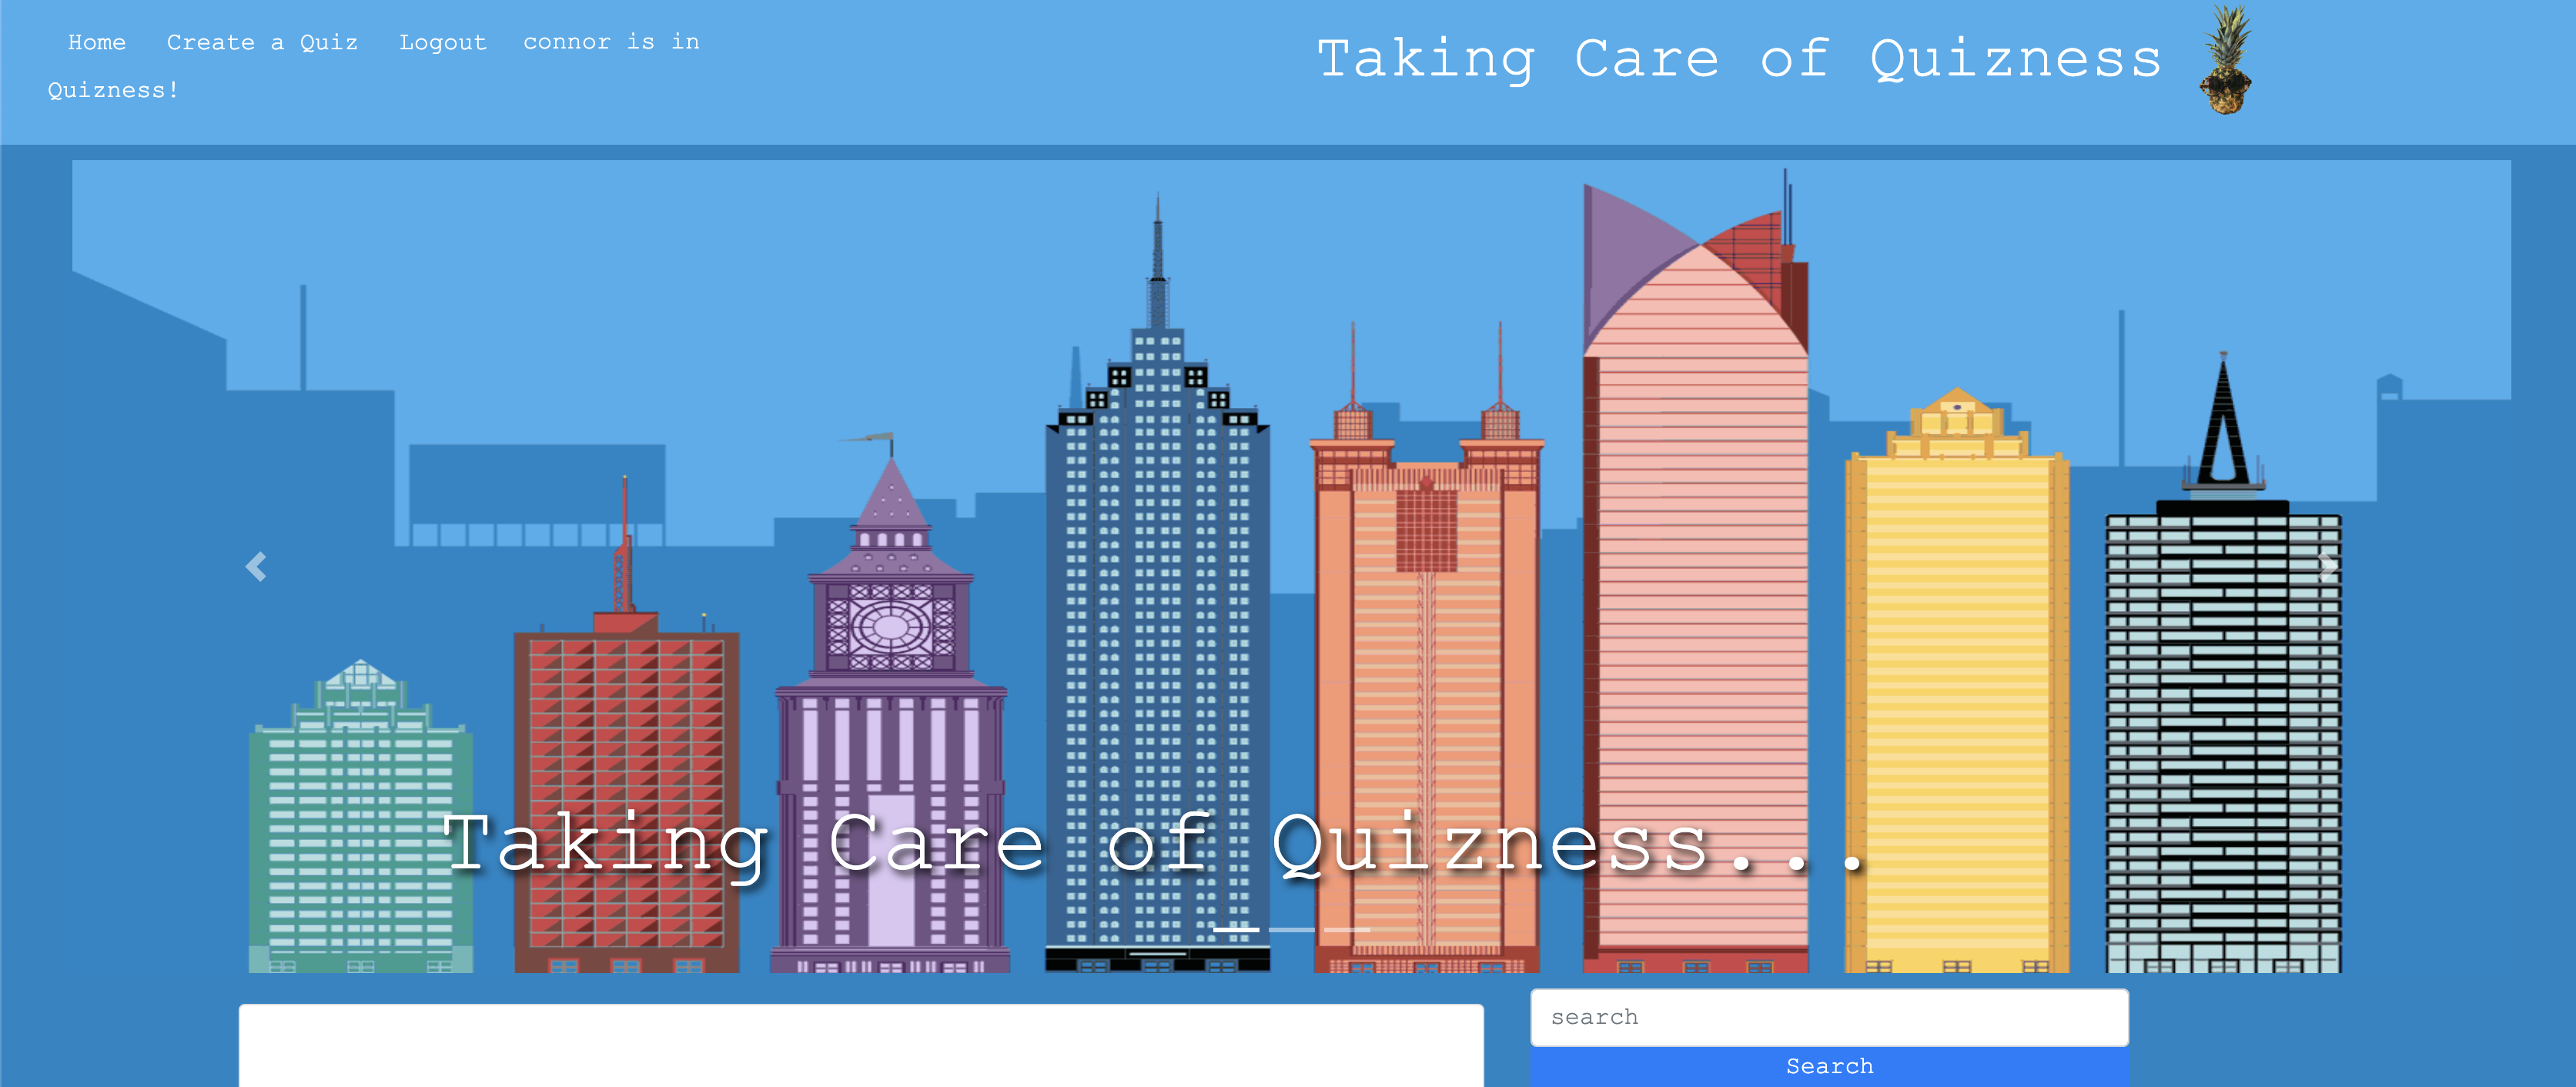 Home Create a Quiz Logout connor is in
Quizness!
Taking Care of Quizness
Taking Care of Quizness...
search
Search